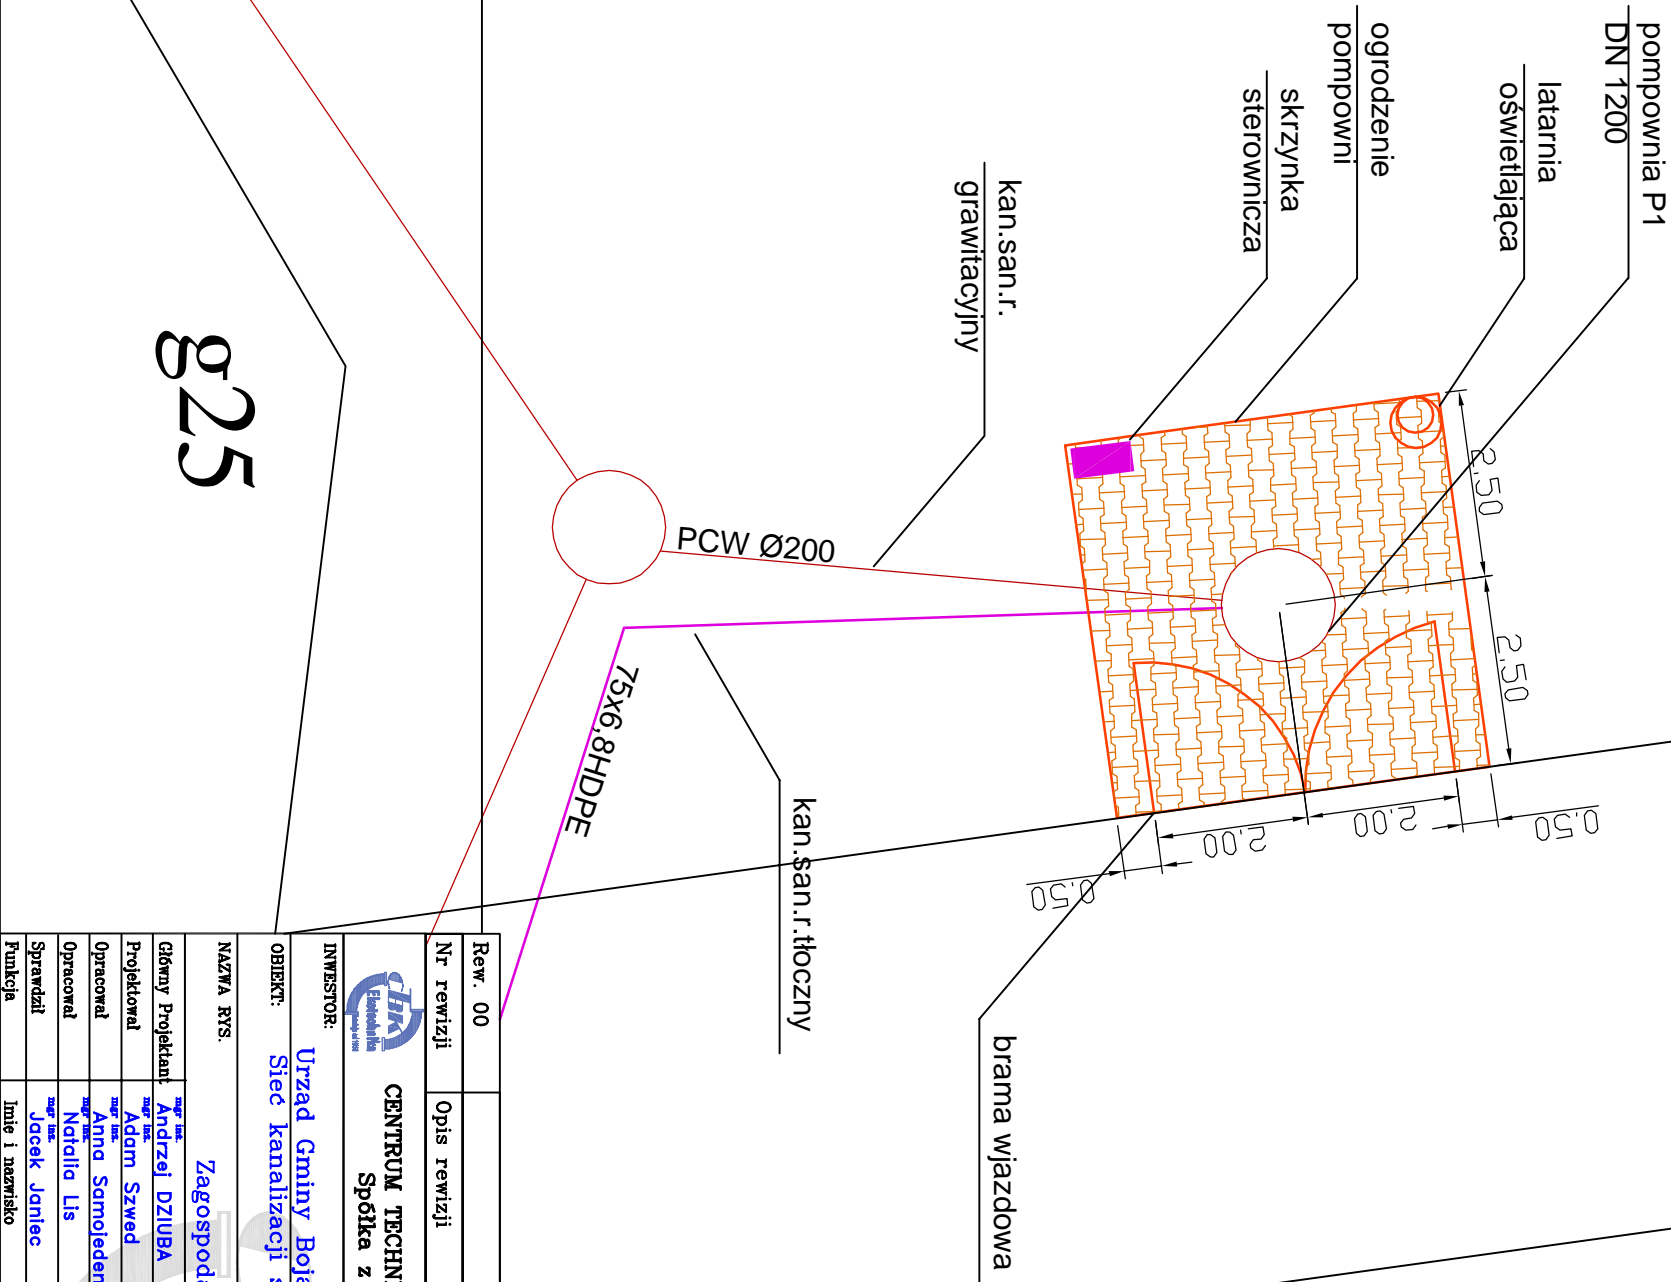 pompownia P1
DN 1200
latarnia
oświetlająca
ogrodzenie
pompowni
skrzynka
sterownicza
kan.san.r.
grawitacyjny
2.50
2.50
0.50
2.00
2.00
0.50
PCW Ø200
75x6,8HDPE
kan.san.r.tłoczny
brama wjazdowa
g25
Rew. 00
Nr rewizji
Opis rewizji
CENTRUM TECHNI
Spółka z
INWESTOR:
Urząd Gminy Boja
OBIEKT:
Sieć kanalizacji s
NAZWA RYS.
Zagospoda
Główny Projektant
mgr inż.
Andrzej DZIUBA
Projektował
mgr inż.
Adam Szwed
Opracował
mgr inż.
Anna Samojeden
Opracował
mgr inż.
Natalia Lis
Sprawdził
mgr inż.
Jacek Janiec
Funkcja
Imię i nazwisko